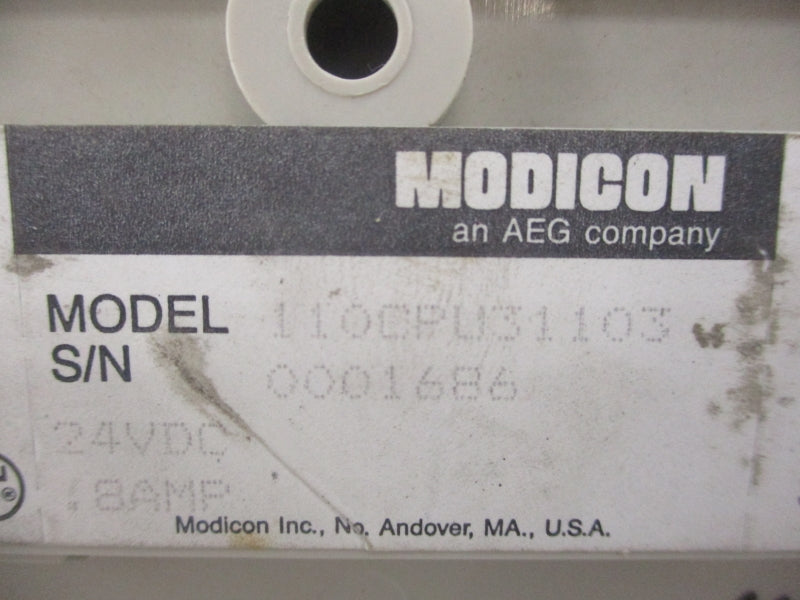 MODICON
an AEG company
MODEL 110CPU31103
S/N 0001686
24VDC
.8AMP
Modicon Inc., No. Andover, MA., U.S.A.